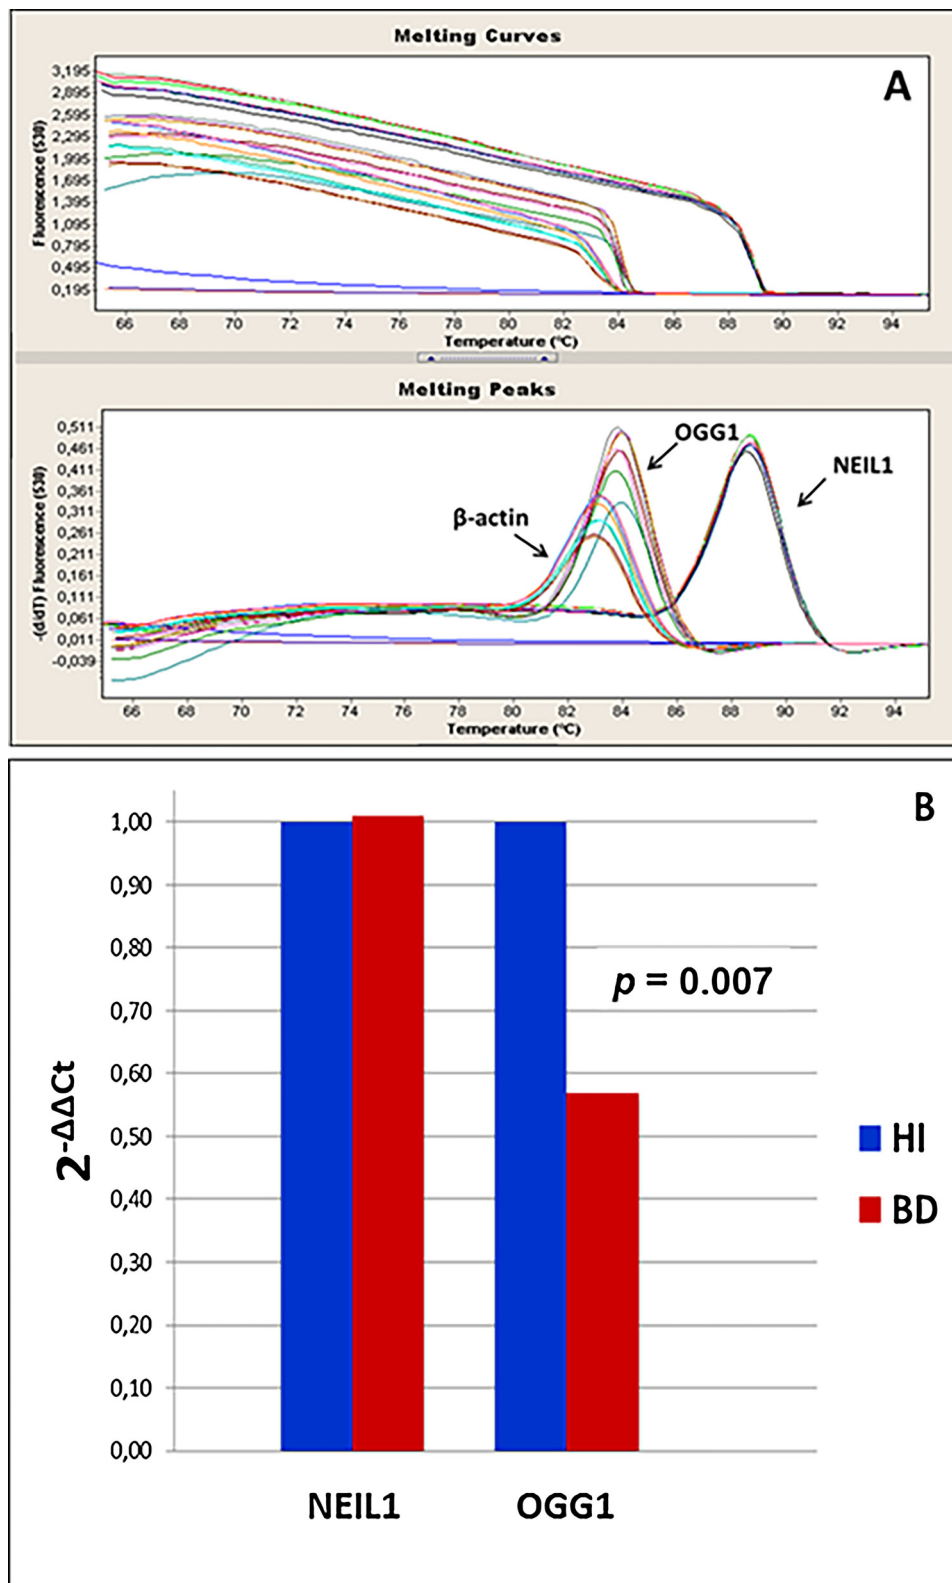 Melting Curves
A
Fluorescence (530)
3,195
2,895
2,595
2,295
1,995
1,695
1,395
1,095
0,795
0,495
0,195
66 68 70 72 74 76 78 80 82 84 86 88 90 92 94
Temperature (°C)
Melting Peaks
-(d/dT) Fluorescence (530)
0,511
0,461
0,411
0,361
0,311
0,261
0,211
0,161
0,111
0,061
0,011
-0,039
OGG1
NEIL1
β-actin
66 68 70 72 74 76 78 80 82 84 86 88 90 92 94
Temperature (°C)
B
2-ΔΔCt
1,00
0,90
0,80
0,70
0,60
0,50
0,40
0,30
0,20
0,10
0,00
p = 0.007
HI
BD
NEIL1 OGG1